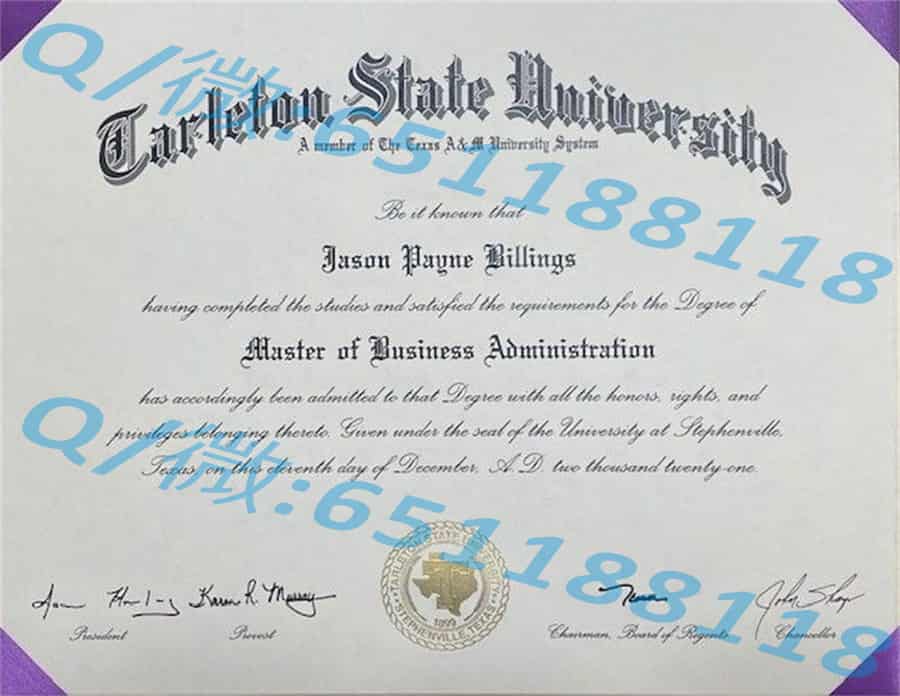 Tarleton State University
A member of The Texas A&M University System
Q/微:651188118
Be it known that
Jason Payne Billings
having completed the studies and satisfied the requirements for the Degree of
Master of Business Administration
has accordingly been admitted to that Degree with all the honors, rights, and
privileges belonging thereto. Given under the seal of the University at Stephenville,
Texas, on this eleventh day of December, A.D. two thousand twenty-one.
Q/微:651188118
TARLETON STATE UNIVERSITY
1899
STEPHENVILLE, TEXAS
Karen R. Murray
John Sharp
President
Provost
Chairman, Board of Regents
Chancellor